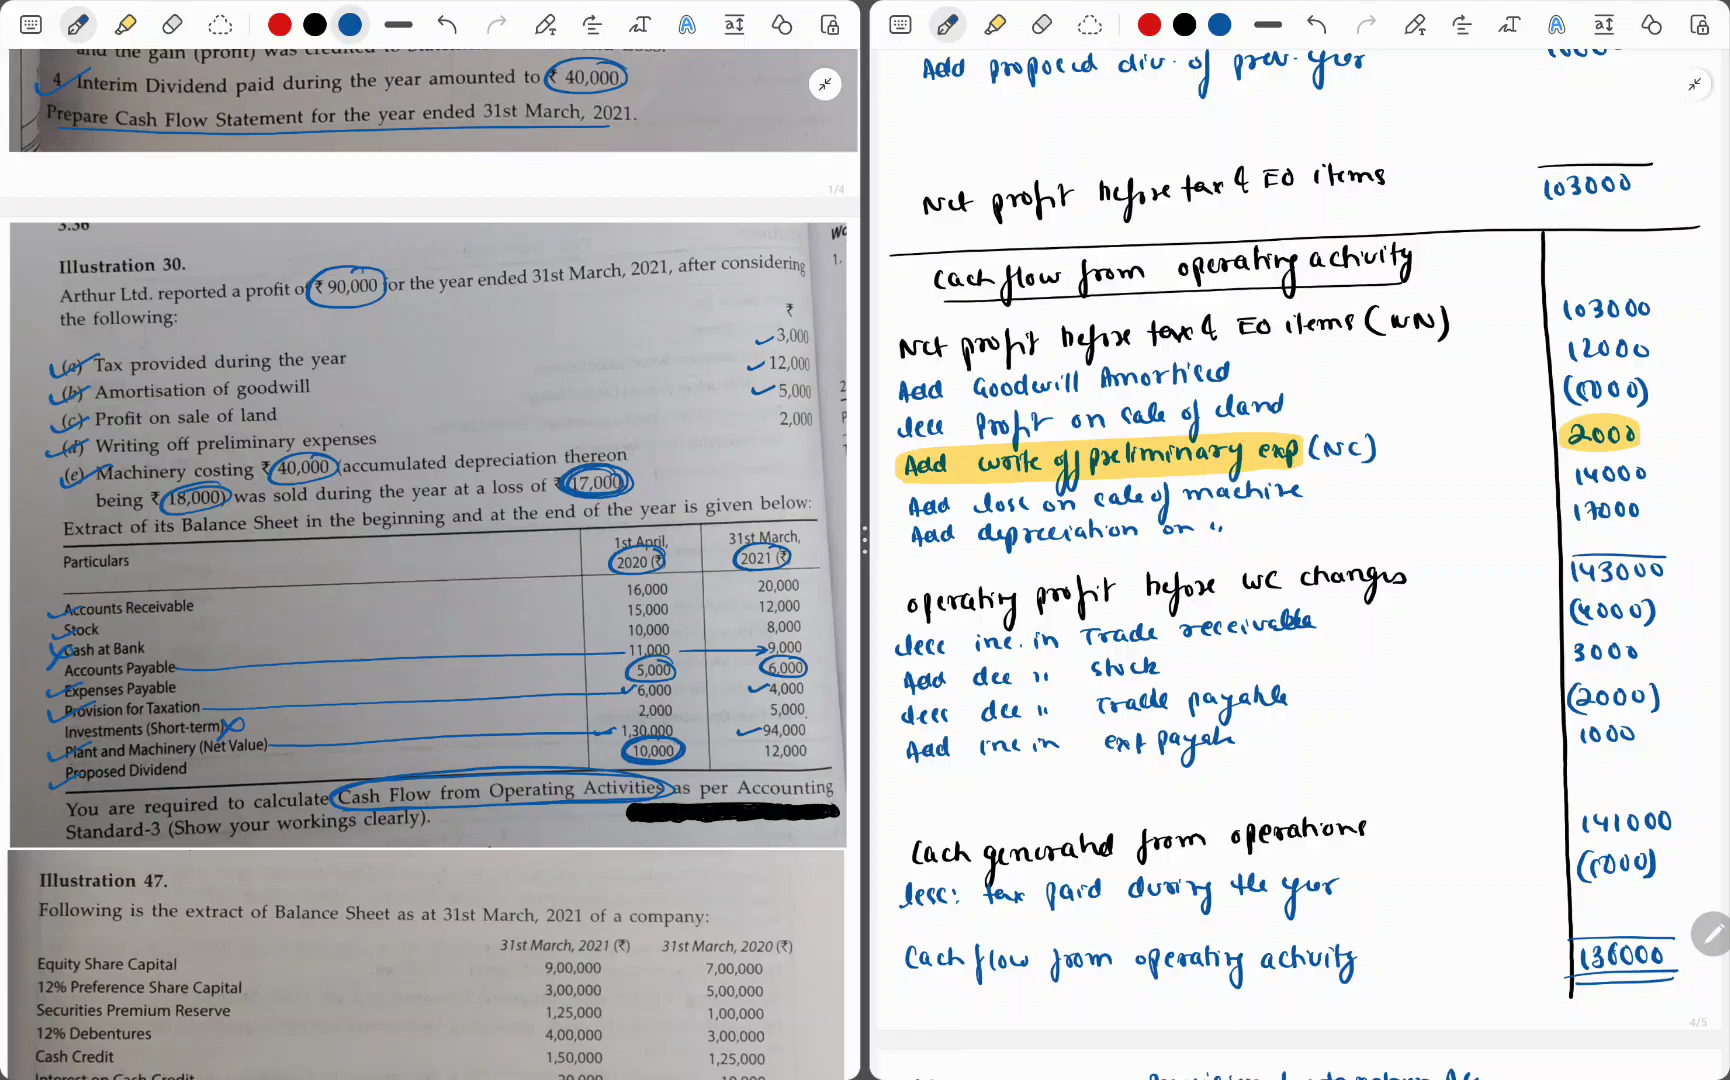 4 Interim Dividend paid during the year amounted to ₹ 40,000
Prepare Cash Flow Statement for the year ended 31st March, 2021.
1/4
3.36
Illustration 30.
Arthur Ltd. reported a profit of ₹ 90,000 for the year ended 31st March, 2021, after considering
the following:
₹
(a) Tax provided during the year 3,000
(b) Amortisation of goodwill 12,000
(c) Profit on sale of land 5,000
(d) Writing off preliminary expenses 2,000
(e) Machinery costing ₹ 40,000 (accumulated depreciation thereon
being ₹ 18,000) was sold during the year at a loss of ₹ 17,000
Extract of its Balance Sheet in the beginning and at the end of the year is given below:
Particulars 1st April, 2020 (₹) 31st March, 2021 (₹)
Accounts Receivable 16,000 20,000
Stock 15,000 12,000
Cash at Bank 10,000 8,000
Accounts Payable 11,000 9,000
Expenses Payable 5,000 6,000
Provision for Taxation 6,000 4,000
Investments (Short-term) 2,000 5,000
Plant and Machinery (Net Value) 1,30,000 94,000
Proposed Dividend 10,000 12,000
You are required to calculate Cash Flow from Operating Activities as per Accounting
Standard-3 (Show your workings clearly).
Illustration 47.
Following is the extract of Balance Sheet as at 31st March, 2021 of a company:
31st March, 2021 (₹) 31st March, 2020 (₹)
Equity Share Capital 9,00,000 7,00,000
12% Preference Share Capital 3,00,000 5,00,000
Securities Premium Reserve 1,25,000 1,00,000
12% Debentures 4,00,000 3,00,000
Cash Credit 1,50,000 1,25,000
Add proposed div. of prev. year
Net profit before tax & EO items 103000
Cash flow from operating activity
Net profit before tax & EO items (WN) 103000
Add Goodwill Amortised 12000
less Profit on sale of land (5000)
Add write off preliminary exp (NC) 2000
Add loss on sale of machine 14000
Add depreciation on " 17000
operating profit before WC changes 143000
less inc. in Trade receivable (4000)
Add dec " stock 3000
less dec " Trade payable (2000)
Add inc in exp payable 1000
Cash generated from operations 141000
less: tax paid during the year (5000)
Cash flow from operating activity 136000
4/5